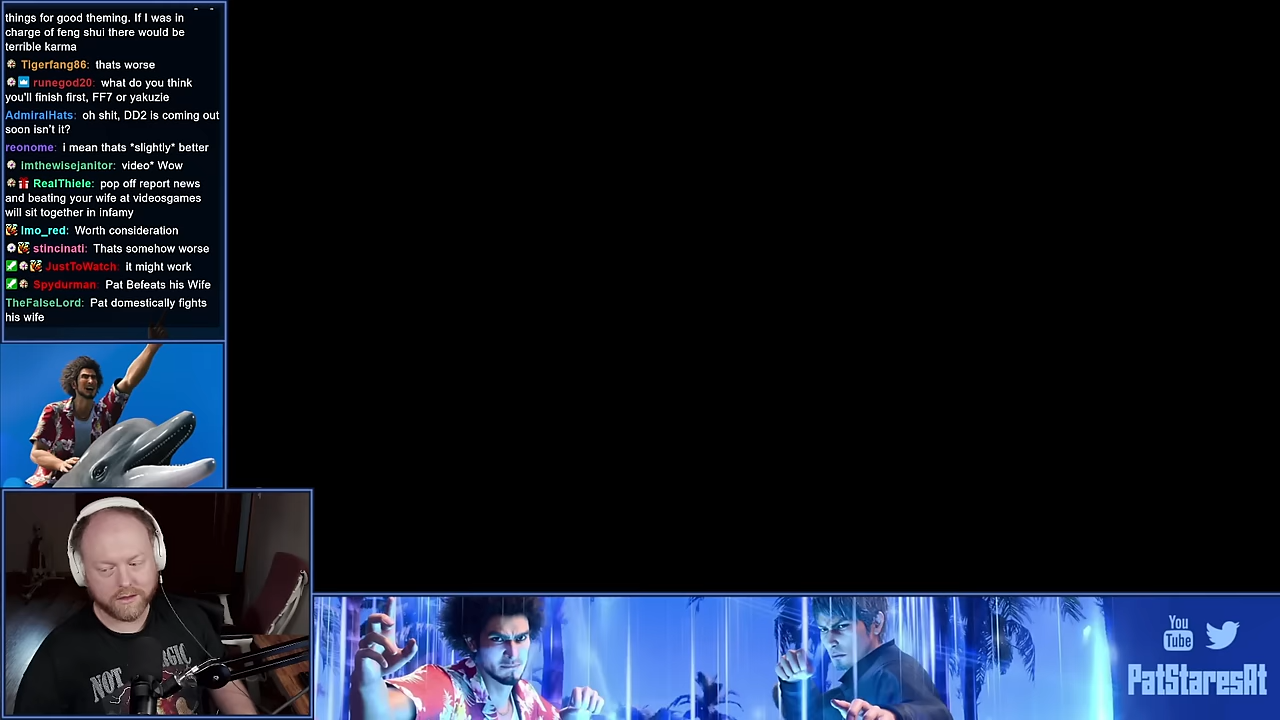 things for good theming. If I was in
charge of feng shui there would be
terrible karma
Tigerfang86: thats worse
runegod20: what do you think
you'll finish first, FF7 or yakuzie
AdmiralHats: oh shit, DD2 is coming out
soon isn't it?
reonome: i mean thats *slightly* better
imthewisejanitor: video* Wow
RealThiele: pop off report news
and beating your wife at videosgames
will sit together in infamy
lmo_red: Worth consideration
stincinati: Thats somehow worse
JustToWatch: it might work
Spydurman: Pat Befeats his Wife
TheFalseLord: Pat domestically fights
his wife
NOT
You
Tube
PatStaresAt